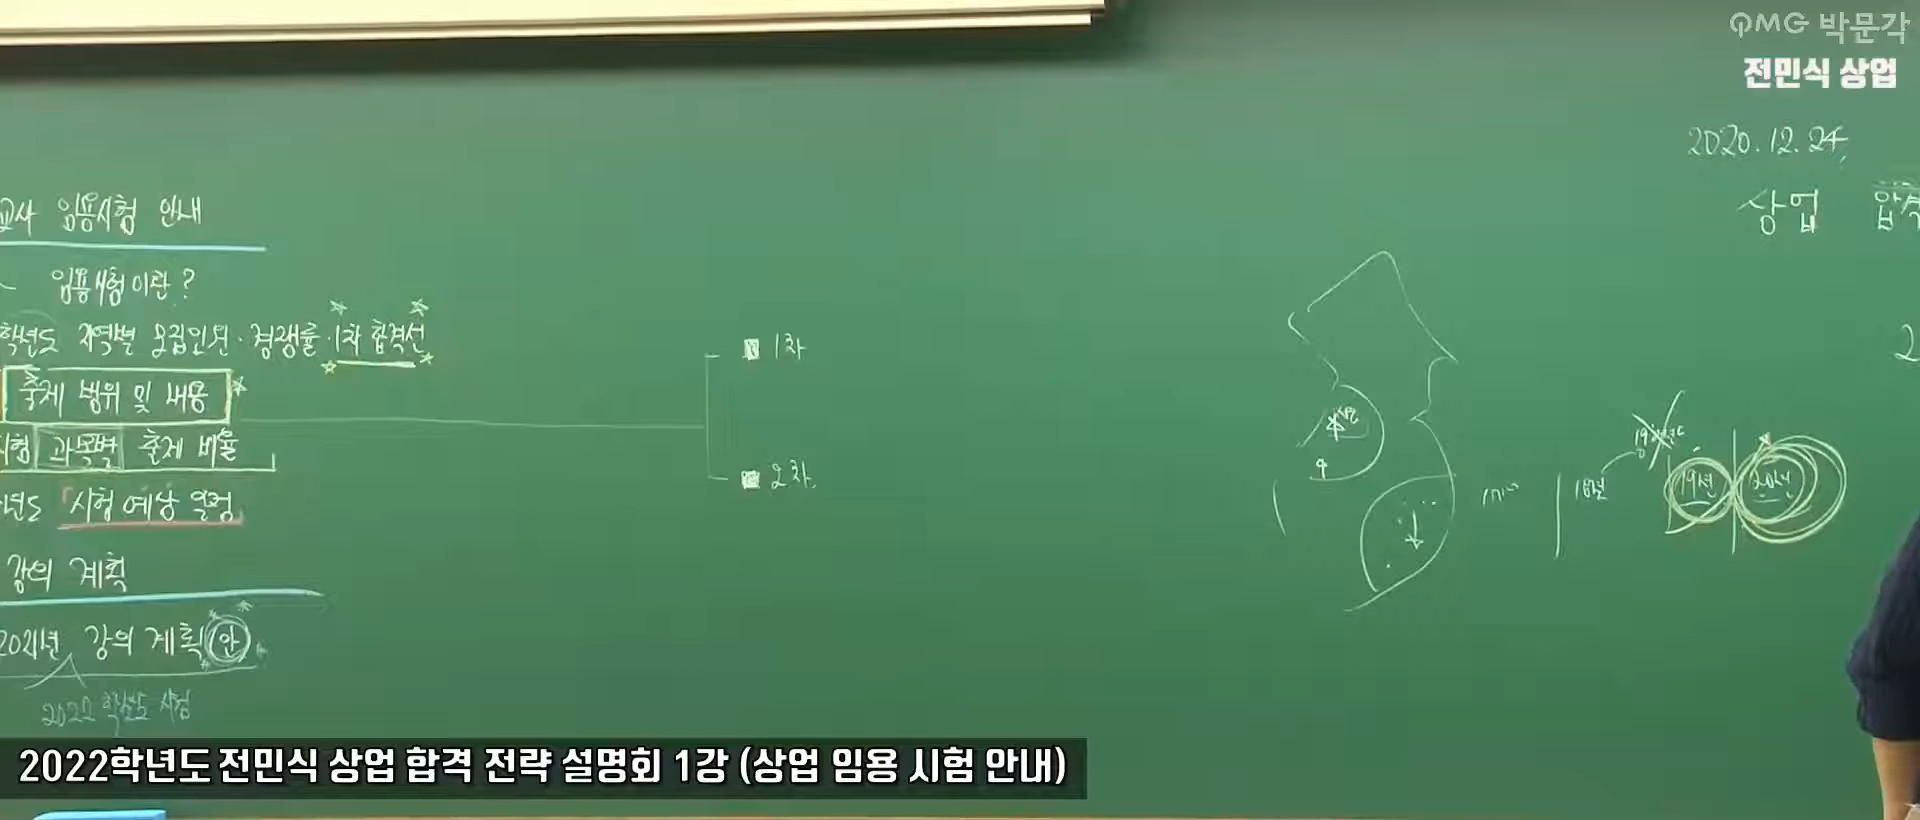 PMG 박문각
전민식 상업
2020.12.24
상업 합격
교사 임용시험 안내
임용시험이란?
학년도 지역별 모집인원·경쟁률·1차 합격선
출제 범위 및 내용
시험 과목별 출제 비율
년도 「시험 예상 일정」
강의 계획
2021년 강의 계획(안)
2022 학년도 시험
1차
2차
18년
19년
20년
2022학년도 전민식 상업 합격 전략 설명회 1강 (상업 임용 시험 안내)